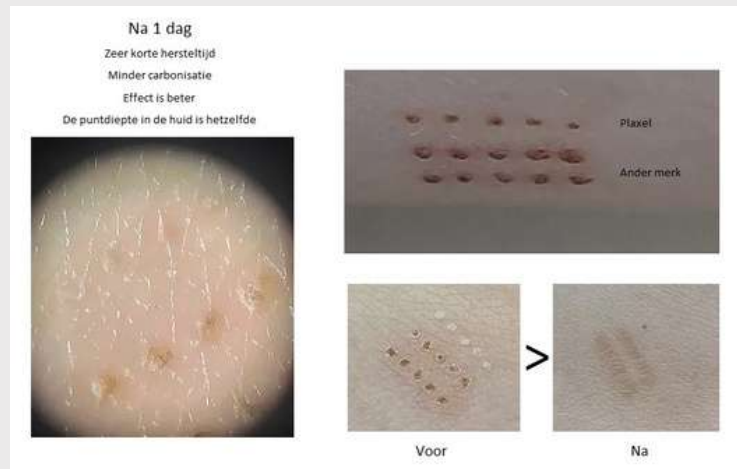 Na 1 dag
Zeer korte hersteltijd
Minder carbonisatie
Effect is beter
De puntdiepte in de huid is hetzelfde
Plaxel
Ander merk
>
Voor
Na